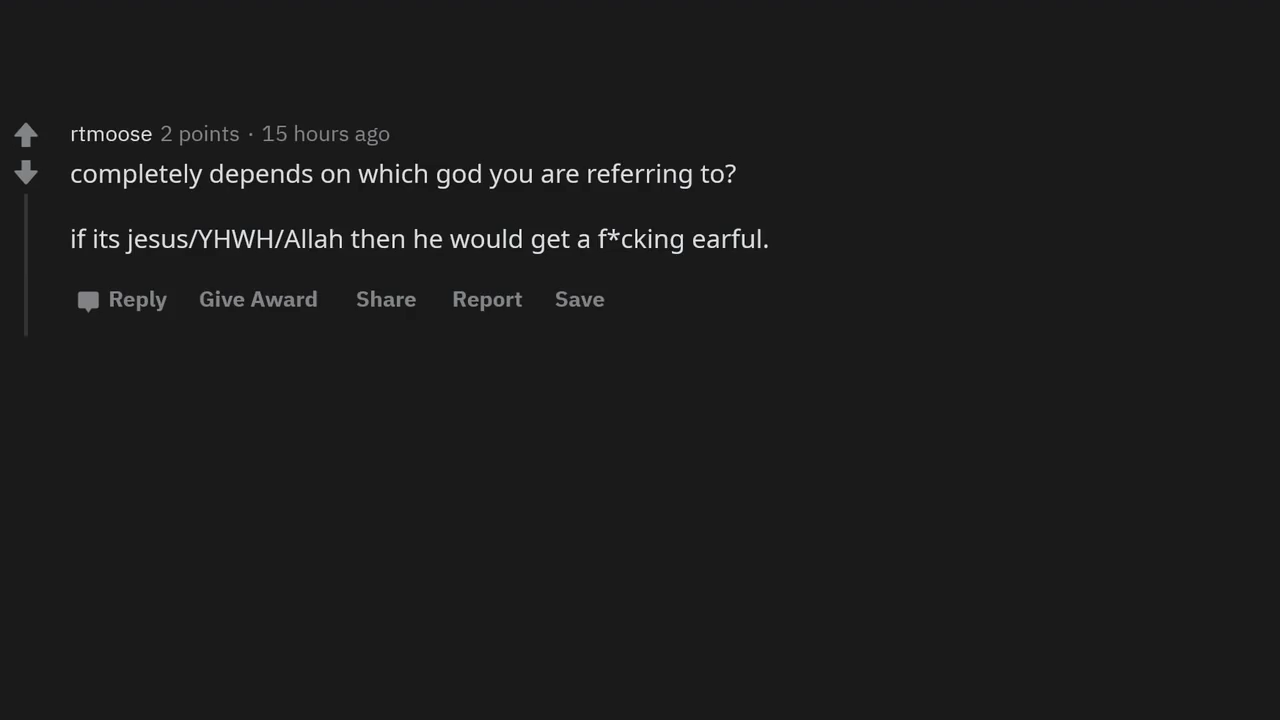 rtmoose 2 points · 15 hours ago
completely depends on which god you are referring to?
if its jesus/YHWH/Allah then he would get a f*cking earful.
Reply Give Award Share Report Save